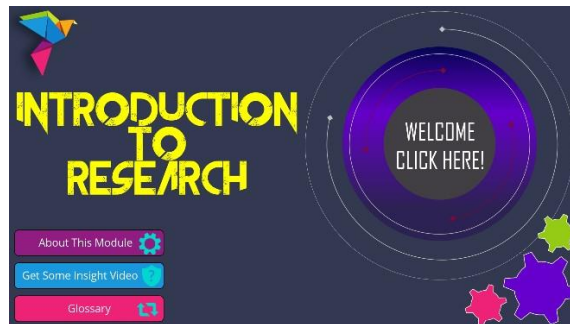 INTRODUCTION
TO
RESEARCH
WELCOME
CLICK HERE!
About This Module
Get Some Insight Video
?
Glossary